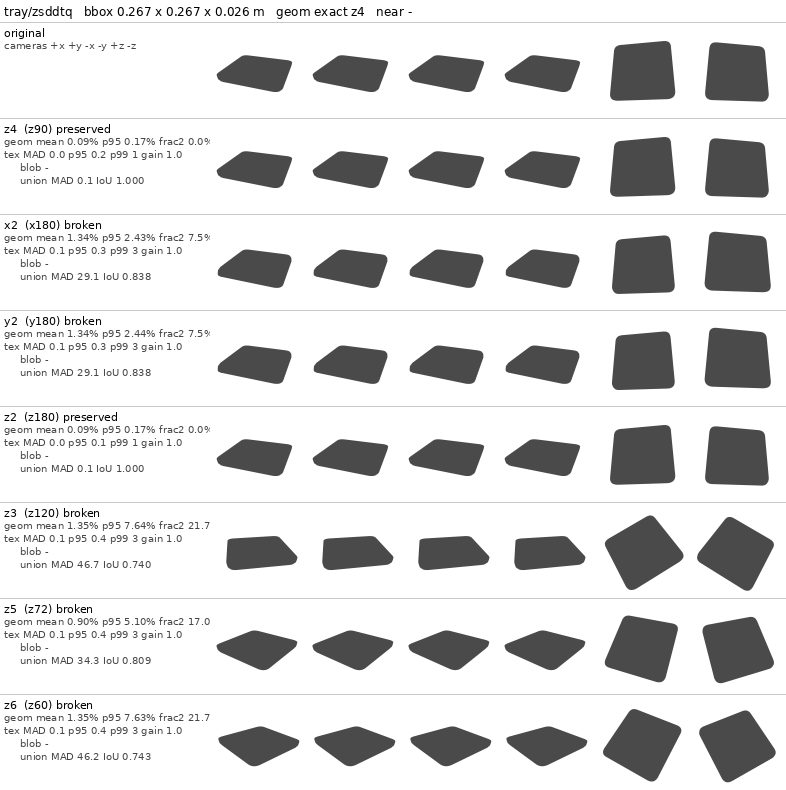 tray/zsddtq   bbox 0.267 x 0.267 x 0.026 m   geom exact z4   near -
original
cameras +x +y -x -y +z -z
z4  (z90) preserved
geom mean 0.09% p95 0.17% frac2 0.0%
tex MAD 0.0 p95 0.2 p99 1 gain 1.0
blob -
union MAD 0.1 IoU 1.000
x2  (x180) broken
geom mean 1.34% p95 2.43% frac2 7.5%
tex MAD 0.1 p95 0.3 p99 3 gain 1.0
blob -
union MAD 29.1 IoU 0.838
y2  (y180) broken
geom mean 1.34% p95 2.44% frac2 7.5%
tex MAD 0.1 p95 0.3 p99 3 gain 1.0
blob -
union MAD 29.1 IoU 0.838
z2  (z180) preserved
geom mean 0.09% p95 0.17% frac2 0.0%
tex MAD 0.0 p95 0.1 p99 1 gain 1.0
blob -
union MAD 0.1 IoU 1.000
z3  (z120) broken
geom mean 1.35% p95 7.64% frac2 21.7
tex MAD 0.1 p95 0.4 p99 3 gain 1.0
blob -
union MAD 46.7 IoU 0.740
z5  (z72) broken
geom mean 0.90% p95 5.10% frac2 17.0
tex MAD 0.1 p95 0.4 p99 3 gain 1.0
blob -
union MAD 34.3 IoU 0.809
z6  (z60) broken
geom mean 1.35% p95 7.63% frac2 21.7
tex MAD 0.1 p95 0.4 p99 3 gain 1.0
blob -
union MAD 46.2 IoU 0.743